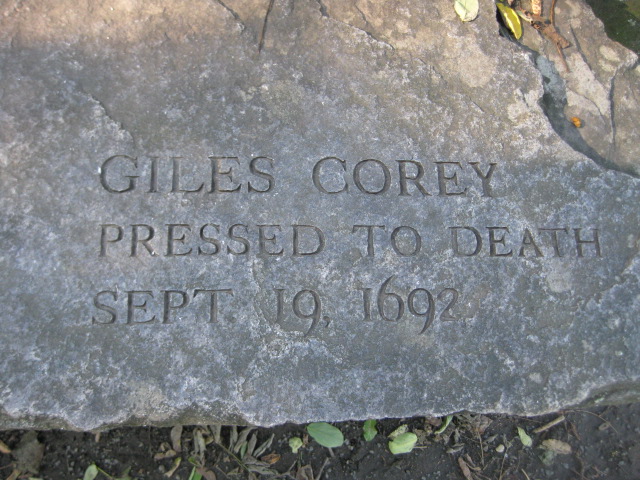 GILES COREY
PRESSED TO DEATH
SEPT. 19, 1692